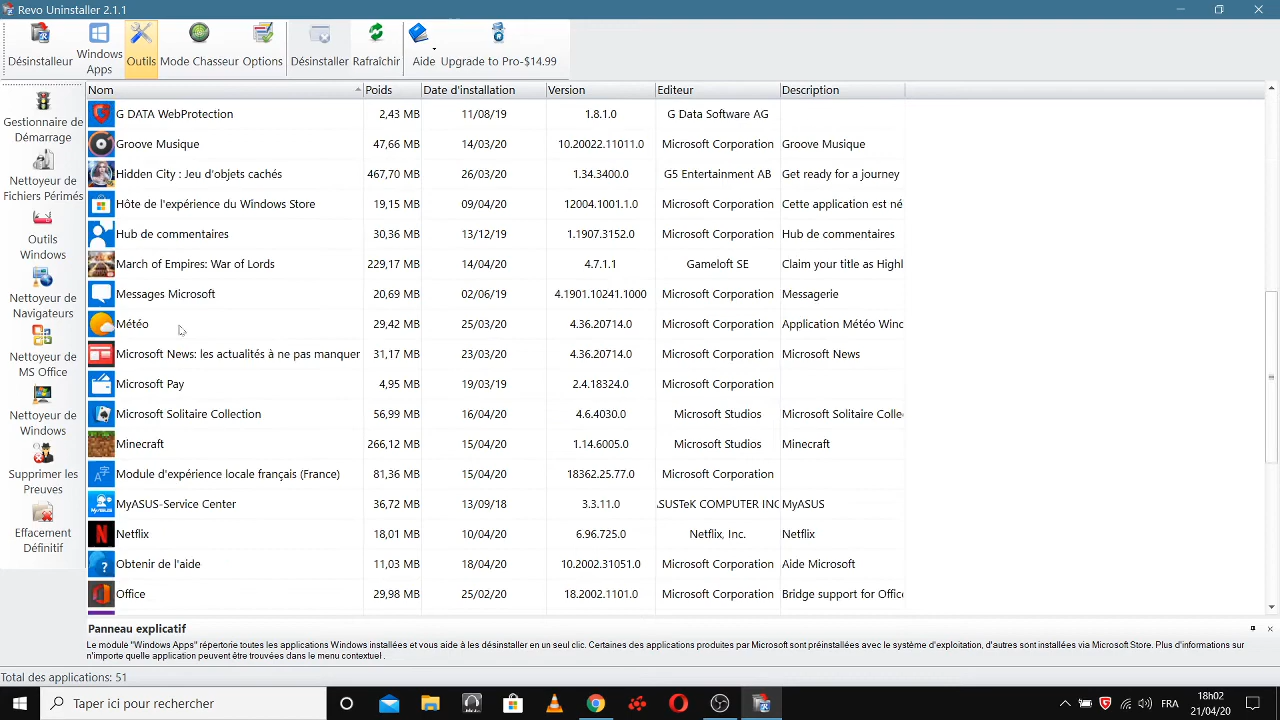 Revo Uninstaller 2.1.1
Désinstalleur
Windows Apps
Outils
Mode Chasseur
Options
Désinstaller
Rafraîchir
Aide
Upgrade to Pro-$14.99
Gestionnaire de Démarrage
Nettoyeur de Fichiers Périmés
Outils Windows
Nettoyeur de Navigateurs
Nettoyeur de MS Office
Nettoyeur de Windows
Supprimer les Preuves
Effacement Définitif
Nom Poids Date d'installation Version Editeur Description
G DATA WebProtection 2,43 MB 11/08/19 1.8.1.0 G Data Software AG
Groove Musique 47,66 MB 14/03/20 10.20022.11011.0 Microsoft Corporation Groove Musique
Hidden City : Jeu d'objets cachés 467,70 MB 26/03/20 1.34.3400.0 G5 Entertainment AB Get ready for a journey
Hôte de l'expérience du Windows Store 19,15 MB 09/04/20 12004.1001.1.0 Microsoft Corporation Cette application est né
Hub de commentaires 30,36 MB 13/12/19 1.1907.3152.0 Microsoft Corporation Hub de commentaires
March of Empires: War of Lords 229,17 MB 14/04/20 4.7.1.1 Gameloft SE Claim your title as Highl
Messages Microsoft 20,69 MB 02/06/19 4.1901.10241.1000 Microsoft Corporation Messagerie
Météo 29,42 MB 25/03/20 4.36.20714.0 Microsoft Corporation Application Météo Winc
Microsoft News: les actualités à ne pas manquer 31,17 MB 23/03/20 4.36.20714.0 Microsoft Corporation Microsoft News
Microsoft Pay 4,95 MB 19/03/19 2.4.18324.0 Microsoft Corporation
Microsoft Solitaire Collection 56,99 MB 16/04/20 4.6.4030.0 Microsoft Studios Microsoft Solitaire Colle
Minecraft 266,12 MB 15/04/20 1.14.6005.0 Microsoft Studios Minecraft
Module d'expérience locale français (France) 81,36 MB 15/04/20 18362.25.77.0 Microsoft Corporation
MyASUS-Service Center 36,72 MB 13/09/18 3.3.11.0 ASUSTeK COMPUTER INC MyASUS
Netflix 18,01 MB 10/04/20 6.96.725.0 Netflix, Inc. Netflix
Obtenir de l'aide 11,03 MB 18/04/20 10.2002.31051.0 Microsoft Corporation Aide Microsoft
Office 29,98 MB 25/02/20 18.2002.1101.0 Microsoft Corporation Bridge support for Office
Panneau explicatif
Le module "Windows Apps" répertorie toutes les applications Windows installées et vous aide à les désinstaller en un seul clic. Certaines des applications produites par Microsoft sont préinstallées avec le système d'exploitation, d'autres sont installées via Microsoft Store. Plus d'informations sur
n'importe quelle application peuvent être trouvées dans le menu contextuel .
Total des applications: 51
Taper ici pour rechercher
FRA
18h02
21/04/20